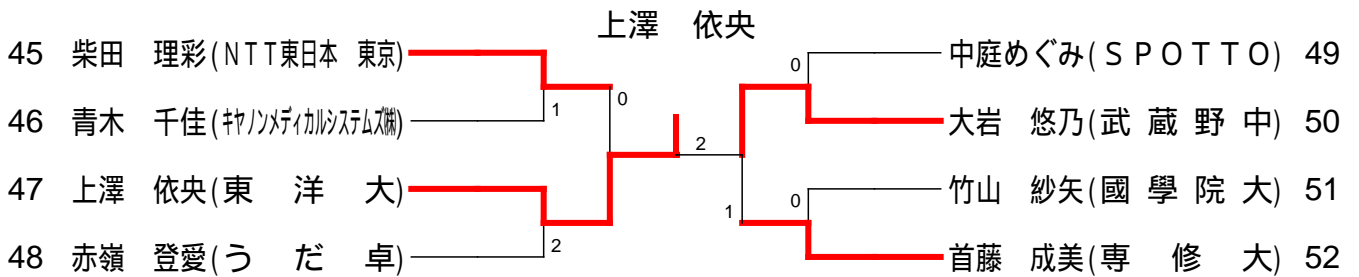 上澤 依央
45 柴田 理彩(NTT東日本 東京)
46 青木 千佳(キヤノンメディカルシステムズ㈱)
47 上澤 依央(東洋大)
48 赤嶺 登愛(うだ卓)
1
0
2
2
0
1
0
中庭めぐみ(SPOTTO) 49
大岩 悠乃(武蔵野中) 50
竹山 紗矢(國學院大) 51
首藤 成美(専修大) 52